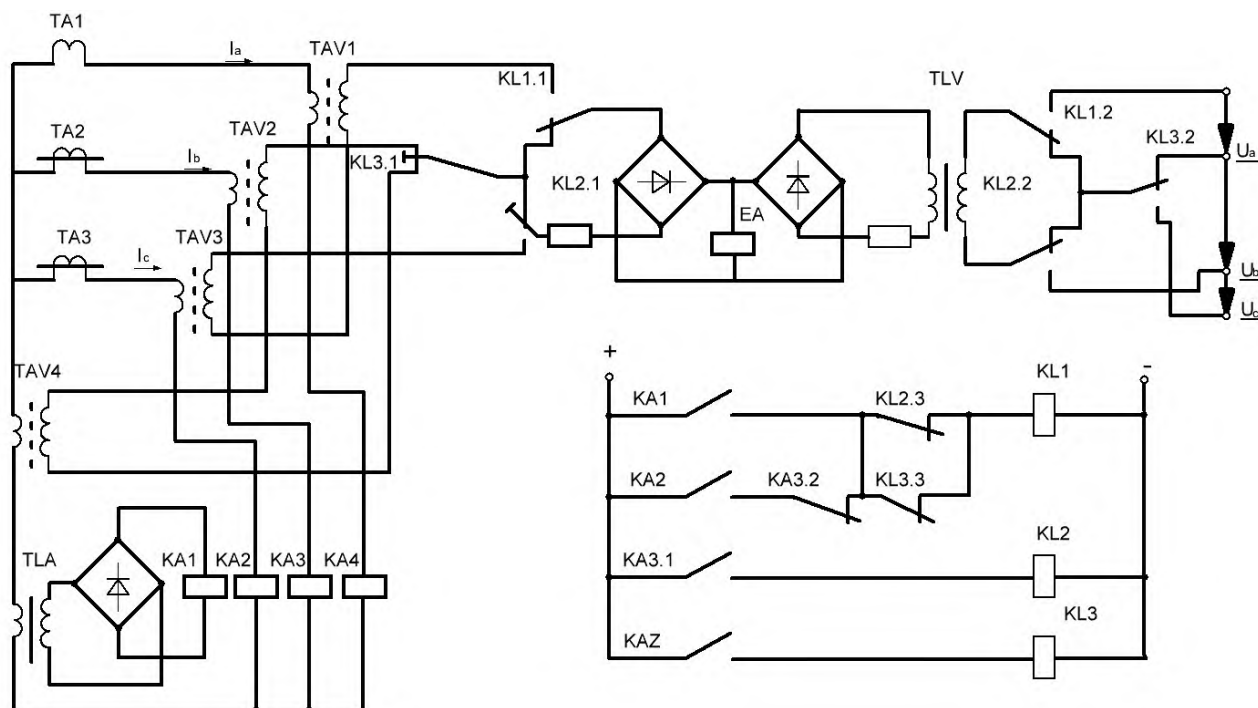 TA1
Ia
TAV1
KL1.1
TLV
KL1.2
TA2
TAV2
Ib
KL3.1
KL2.1
EA
KL2.2
KL3.2
Ua
TA3
TAV3
Ic
Ub
Uc
TAV4
+
-
KA1
KL2.3
KL1
KA2
KA3.2
KL3.3
TLA
KA1
KA2
KA3
KA4
KA3.1
KL2
KAZ
KL3